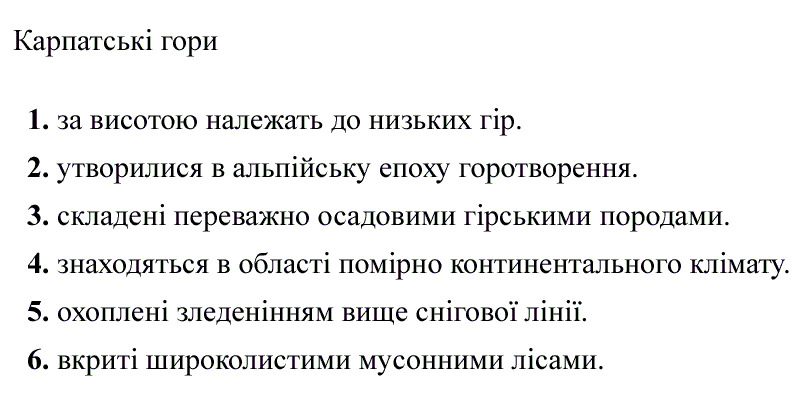 Карпатські гори
1. за висотою належать до низьких гір.
2. утворилися в альпійську епоху горотворення.
3. складені переважно осадовими гірськими породами.
4. знаходяться в області помірно континентального клімату.
5. охоплені зледенінням вище снігової лінії.
6. вкриті широколистими мусонними лісами.